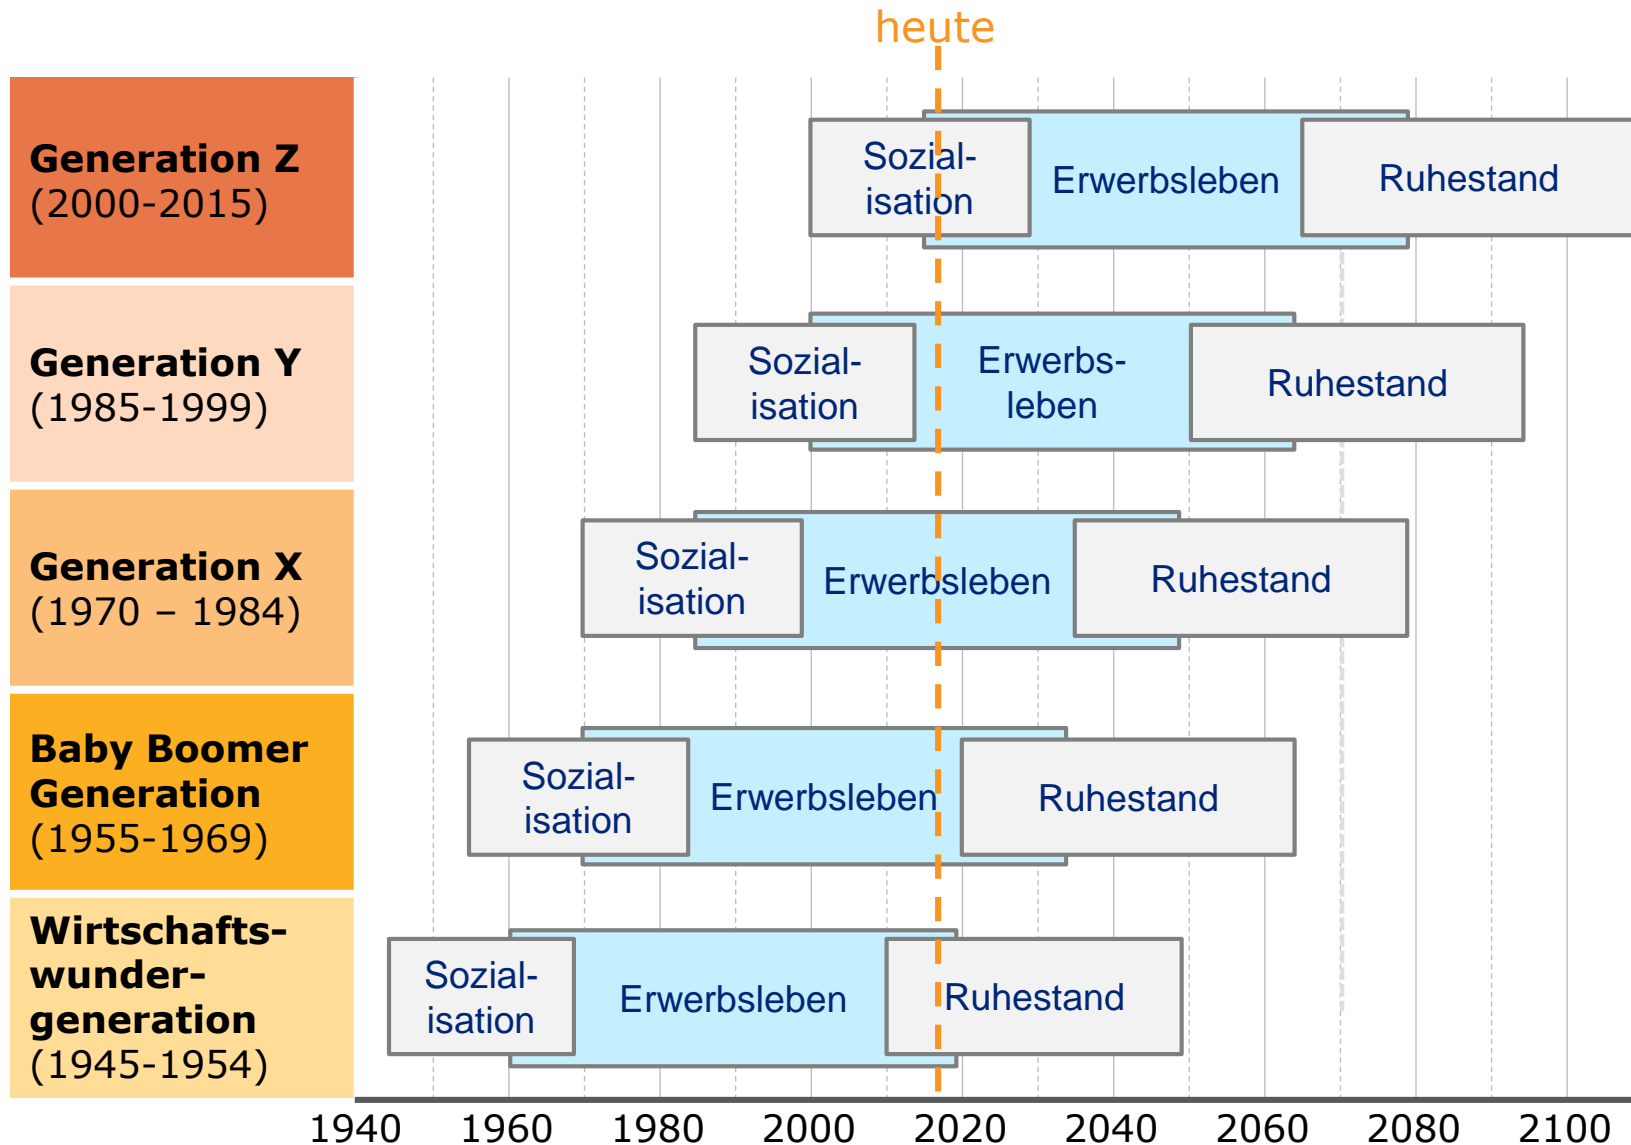 heute
Generation Z
(2000-2015)
Sozial-
isation
Erwerbsleben
Ruhestand
Generation Y
(1985-1999)
Sozial-
isation
Erwerbs-
leben
Ruhestand
Generation X
(1970 – 1984)
Sozial-
isation
Erwerbsleben
Ruhestand
Baby Boomer
Generation
(1955-1969)
Sozial-
isation
Erwerbsleben
Ruhestand
Wirtschafts-
wunder-
generation
(1945-1954)
Sozial-
isation
Erwerbsleben
Ruhestand
1940 1960 1980 2000 2020 2040 2060 2080 2100